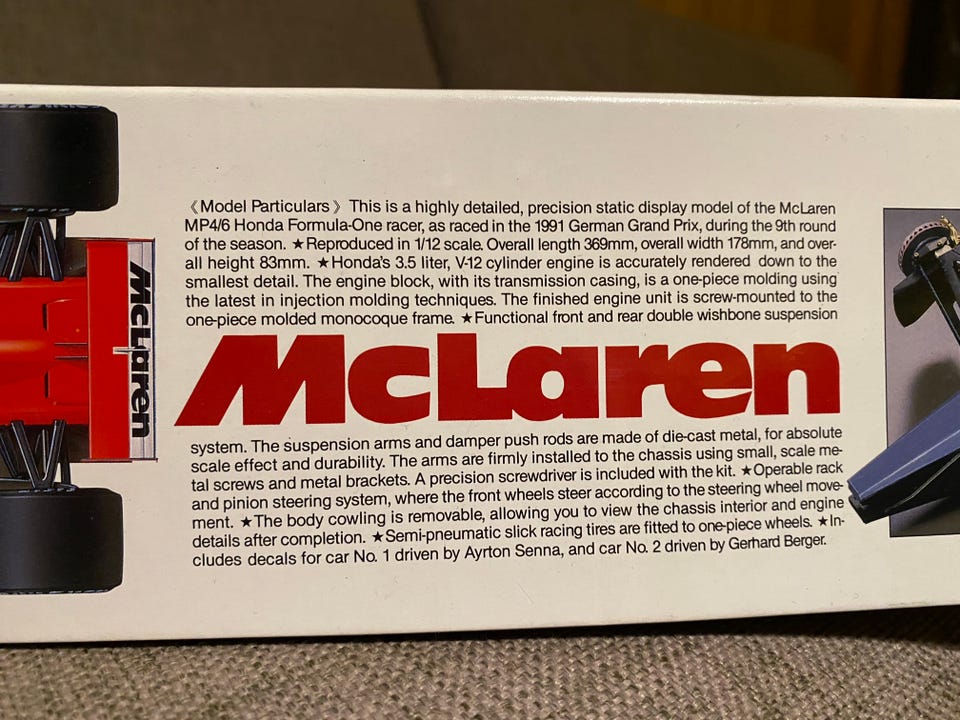 《Model Particulars》 This is a highly detailed, precision static display model of the McLaren
MP4/6 Honda Formula-One racer, as raced in the 1991 German Grand Prix, during the 9th round
of the season. ★Reproduced in 1/12 scale. Overall length 369mm, overall width 178mm, and over-
all height 83mm. ★Honda's 3.5 liter, V-12 cylinder engine is accurately rendered down to the
smallest detail. The engine block, with its transmission casing, is a one-piece molding using
the latest in injection molding techniques. The finished engine unit is screw-mounted to the
one-piece molded monocoque frame. ★Functional front and rear double wishbone suspension
McLaren
McLaren
system. The suspension arms and damper push rods are made of die-cast metal, for absolute
scale effect and durability. The arms are firmly installed to the chassis using small, scale me-
tal screws and metal brackets. A precision screwdriver is included with the kit. ★Operable rack
and pinion steering system, where the front wheels steer according to the steering wheel move-
ment. ★The body cowling is removable, allowing you to view the chassis interior and engine
details after completion. ★Semi-pneumatic slick racing tires are fitted to one-piece wheels. ★In-
cludes decals for car No. 1 driven by Ayrton Senna, and car No. 2 driven by Gerhard Berger.